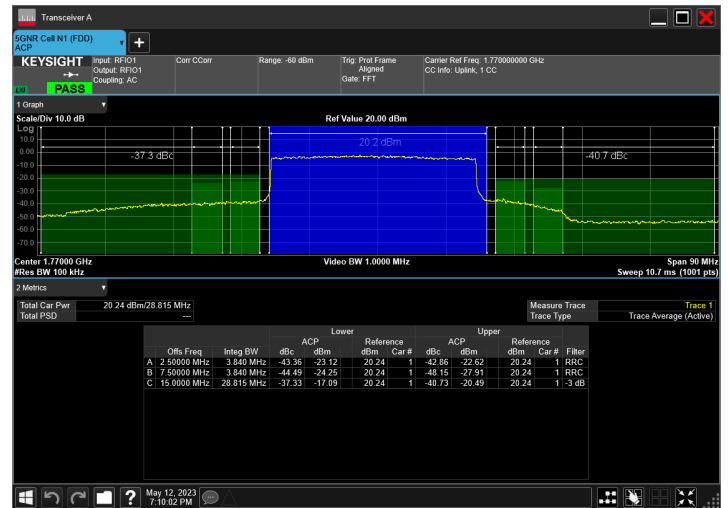 Transceiver A
5GNR Cell N1 (FDD)
ACP
KEYSIGHT
LXI
PASS
Input: RFIO1
Output: RFIO1
Coupling: AC
Corr CCorr
Range: -60 dBm
Trig: Prot Frame
Aligned
Gate: FFT
Carrier Ref Freq: 1.770000000 GHz
CC Info: Uplink, 1 CC
1 Graph
Scale/Div 10.0 dB
Ref Value 20.00 dBm
Log
10.0
0.00
-10.0
-20.0
-30.0
-40.0
-50.0
-60.0
-70.0
-37.3 dBc
20.2 dBm
-40.7 dBc
Center 1.77000 GHz
Video BW 1.0000 MHz
Span 90 MHz
#Res BW 100 kHz
Sweep 10.7 ms (1001 pts)
2 Metrics
Total Car Pwr 20.24 dBm/28.815 MHz
Total PSD ---
Measure Trace Trace 1
Trace Type Trace Average (Active)
Lower Upper
ACP Reference ACP Reference
Offs Freq Integ BW dBc dBm dBm Car # dBc dBm dBm Car # Filter
A 2.50000 MHz 3.840 MHz -43.36 -23.12 20.24 1 -42.86 -22.62 20.24 1 RRC
B 7.50000 MHz 3.840 MHz -44.49 -24.25 20.24 1 -48.15 -27.91 20.24 1 RRC
C 15.0000 MHz 28.815 MHz -37.33 -17.09 20.24 1 -40.73 -20.49 20.24 1 -3 dB
May 12, 2023
7:10:02 PM